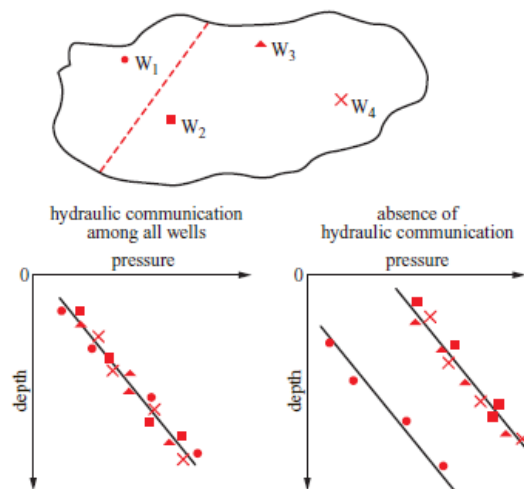 W1
W3
W2
W4
hydraulic communication
among all wells
absence of
hydraulic communication
pressure
pressure
0
0
depth
depth